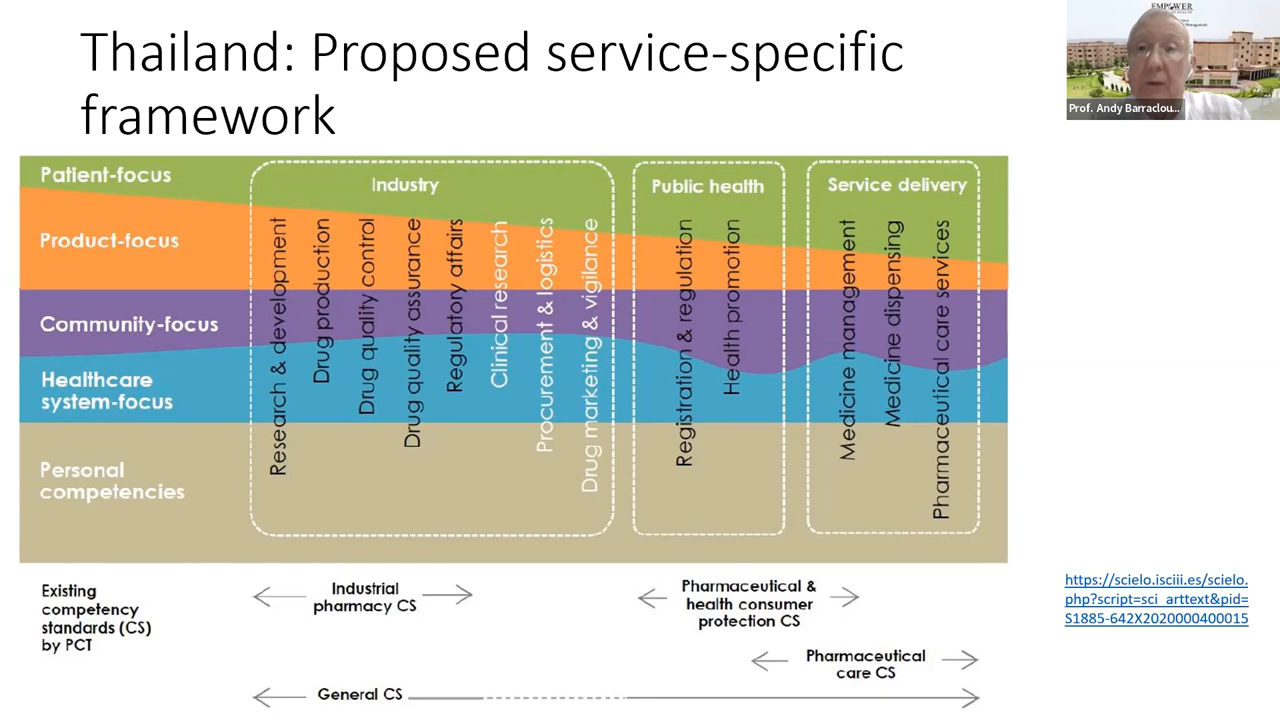 Thailand: Proposed service-specific
framework
EMPOWER
Prof. Andy Barraclou...
Patient-focus
Product-focus
Community-focus
Healthcare
system-focus
Personal
competencies
Industry
Research & development
Drug production
Drug quality control
Drug quality assurance
Regulatory affairs
Clinical research
Procurement & logistics
Drug marketing & vigilance
Public health
Registration & regulation
Health promotion
Service delivery
Medicine management
Medicine dispensing
Pharmaceutical care services
Existing
competency
standards (CS)
by PCT
Industrial
pharmacy CS
Pharmaceutical &
health consumer
protection CS
Pharmaceutical
care CS
General CS
https://scielo.isciii.es/scielo.
php?script=sci_arttext&pid=
S1885-642X2020000400015